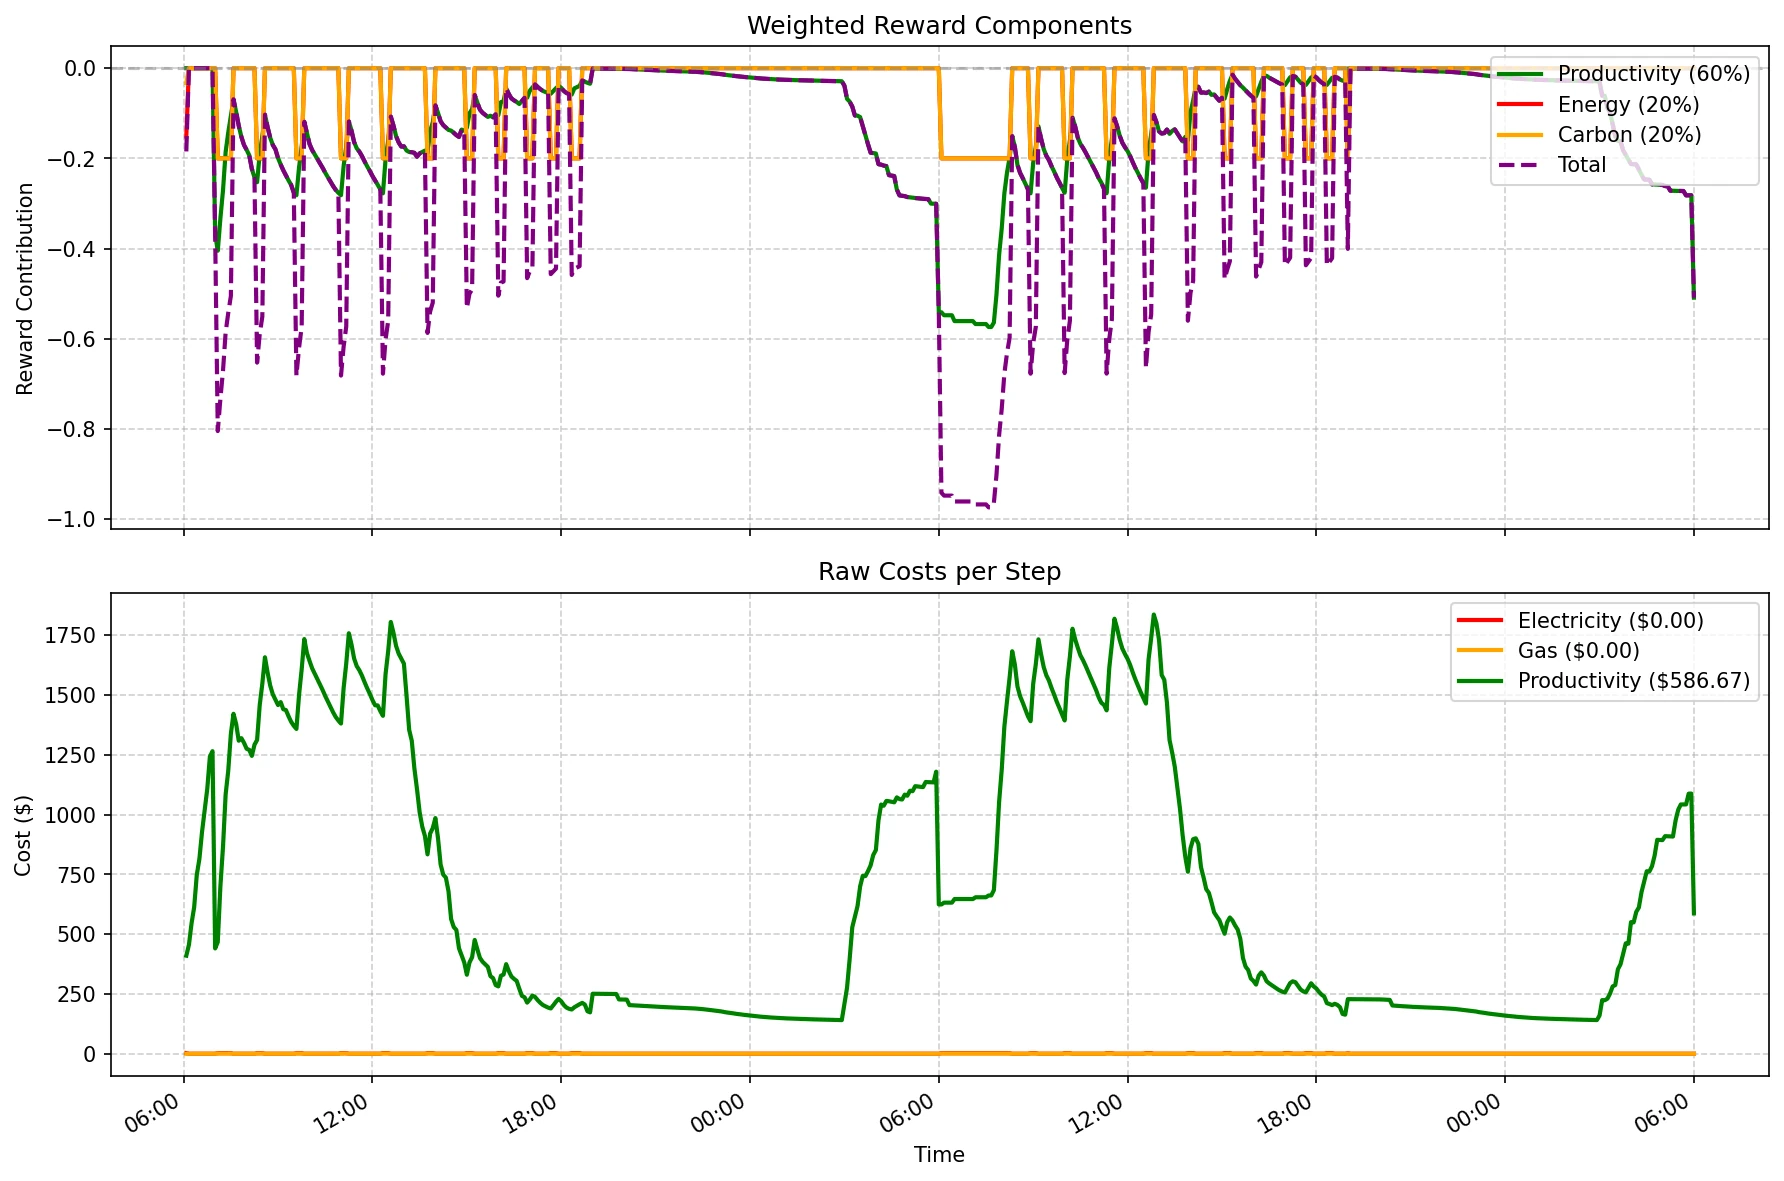 Weighted Reward Components
Reward Contribution
0.0
−0.2
−0.4
−0.6
−0.8
−1.0
Productivity (60%)
Energy (20%)
Carbon (20%)
Total
Raw Costs per Step
Cost ($)
1750
1500
1250
1000
750
500
250
0
Electricity ($0.00)
Gas ($0.00)
Productivity ($586.67)
06:00 12:00 18:00 00:00 06:00 12:00 18:00 00:00 06:00
Time